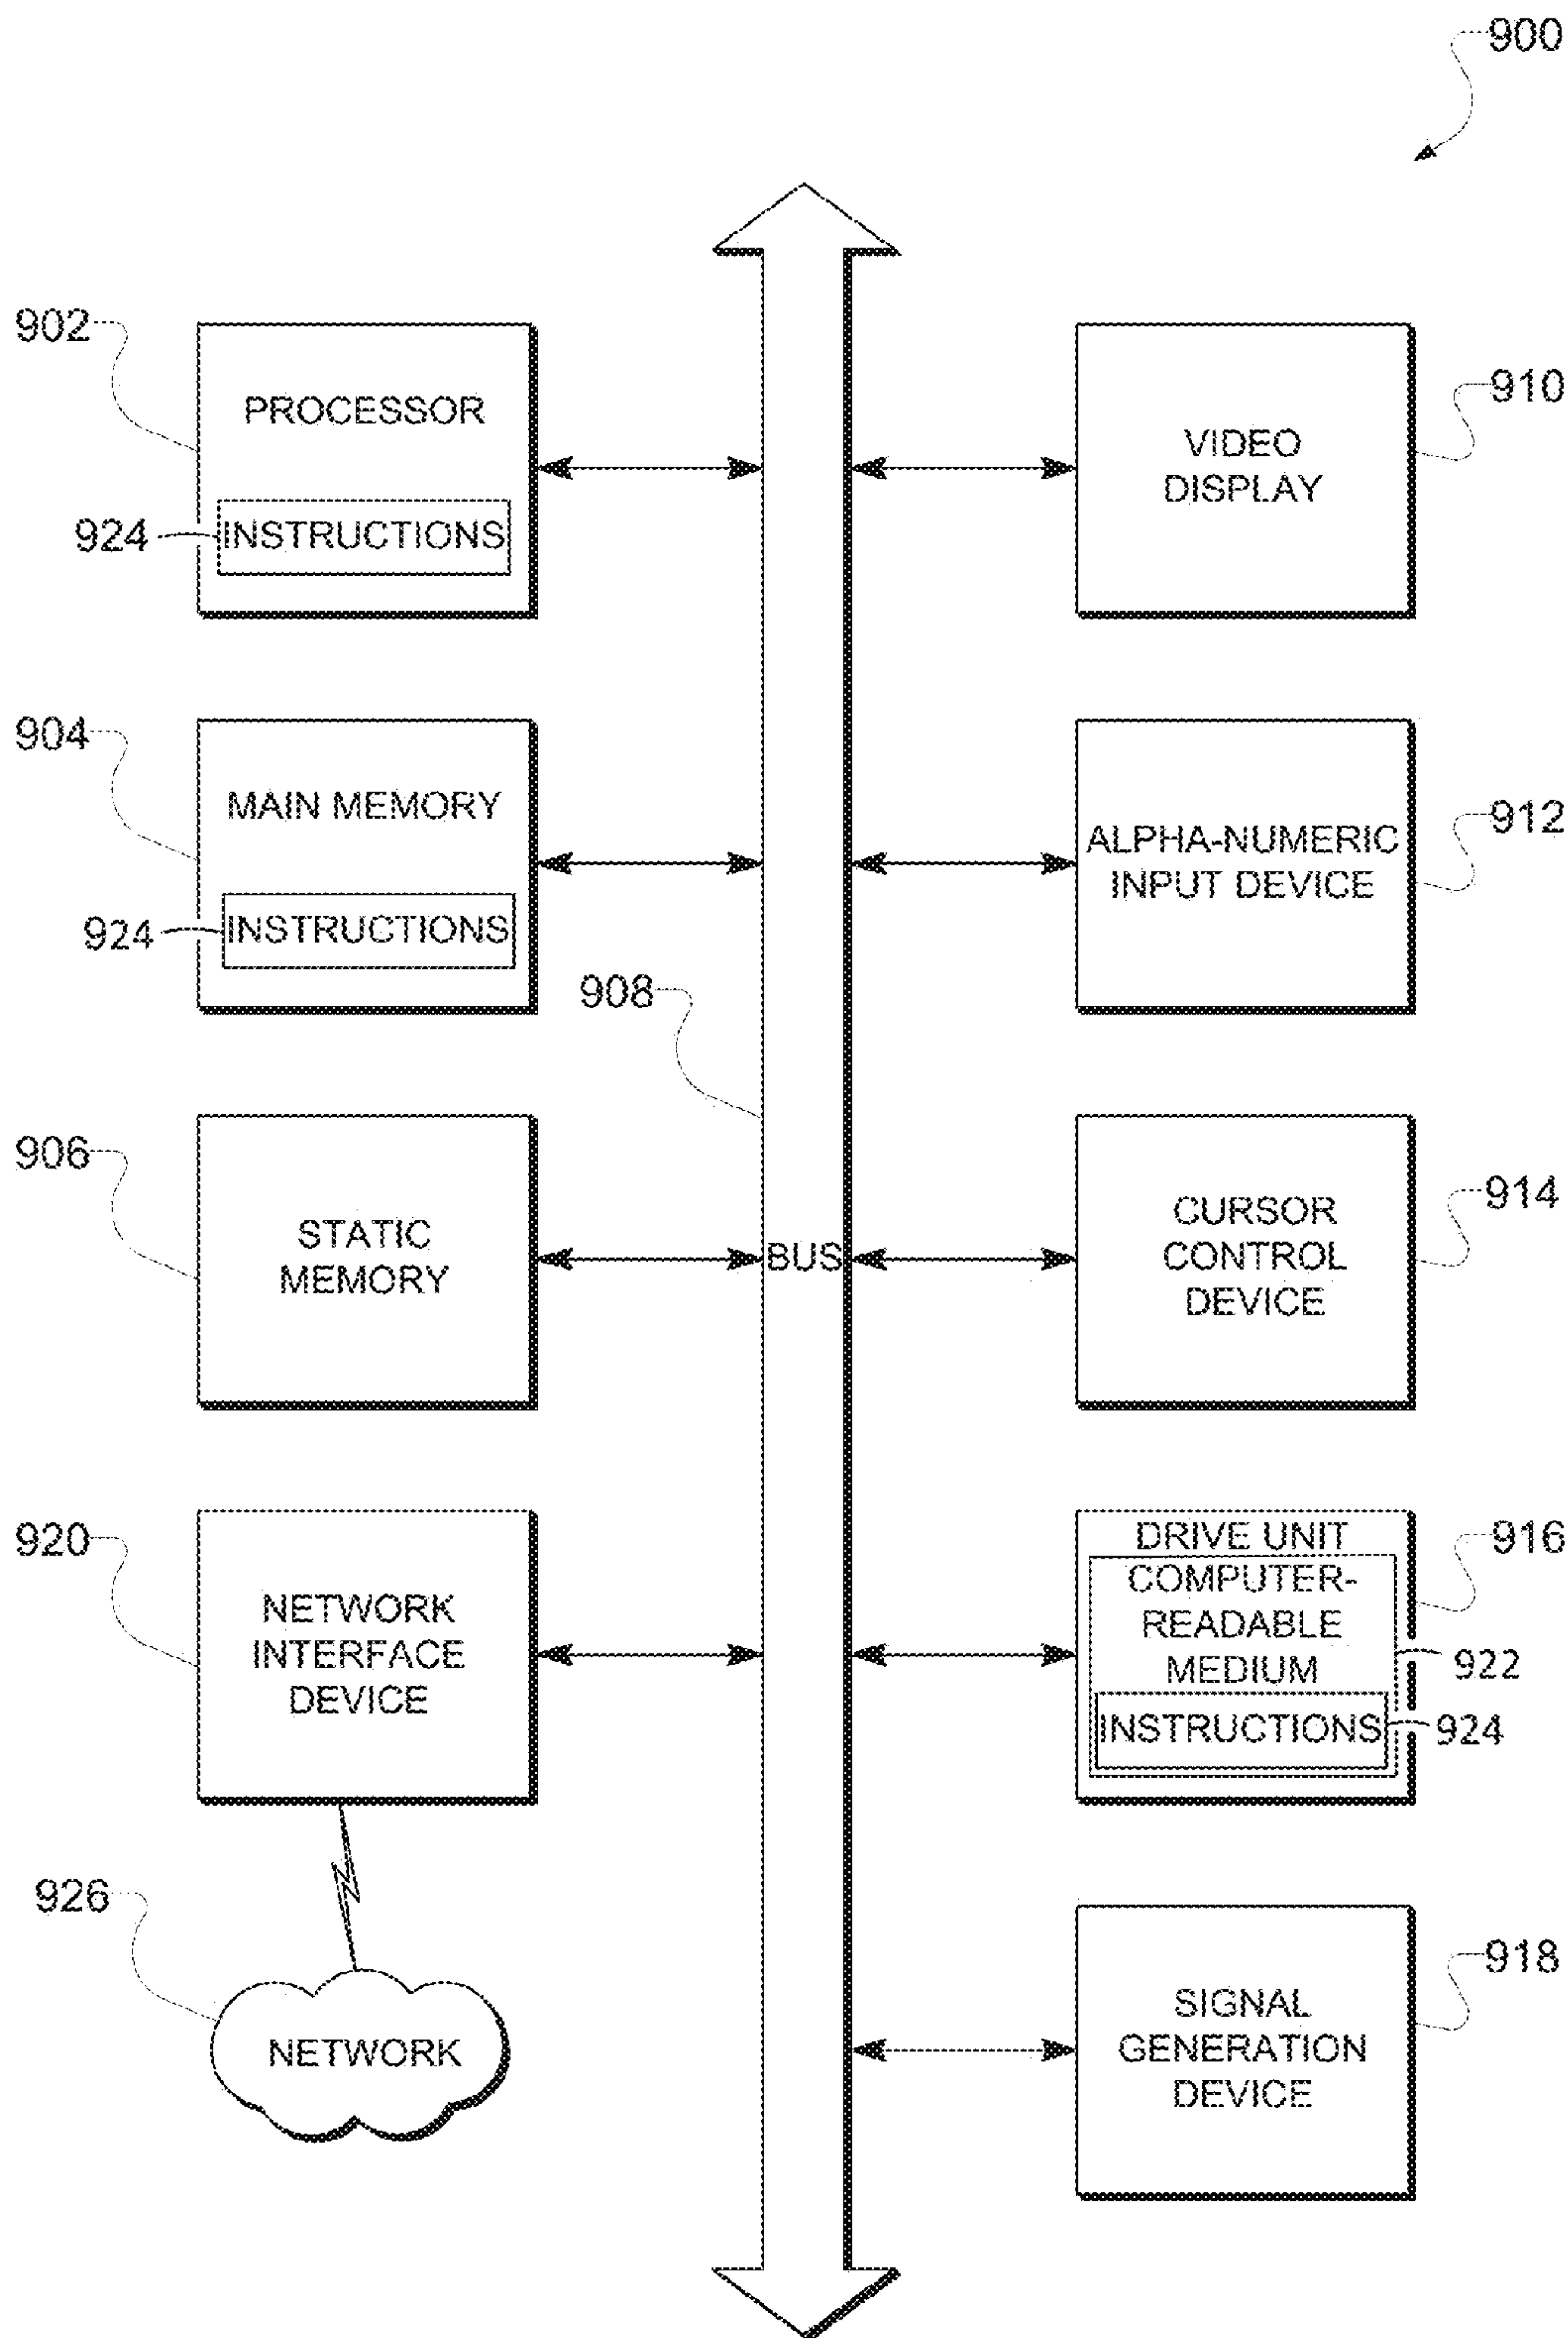 900
902
PROCESSOR
924
INSTRUCTIONS
910
VIDEO
DISPLAY
904
MAIN MEMORY
924
INSTRUCTIONS
912
ALPHA-NUMERIC
INPUT DEVICE
908
BUS
906
STATIC
MEMORY
914
CURSOR
CONTROL
DEVICE
920
NETWORK
INTERFACE
DEVICE
916
DRIVE UNIT
COMPUTER-
READABLE
MEDIUM
922
INSTRUCTIONS
924
926
NETWORK
918
SIGNAL
GENERATION
DEVICE